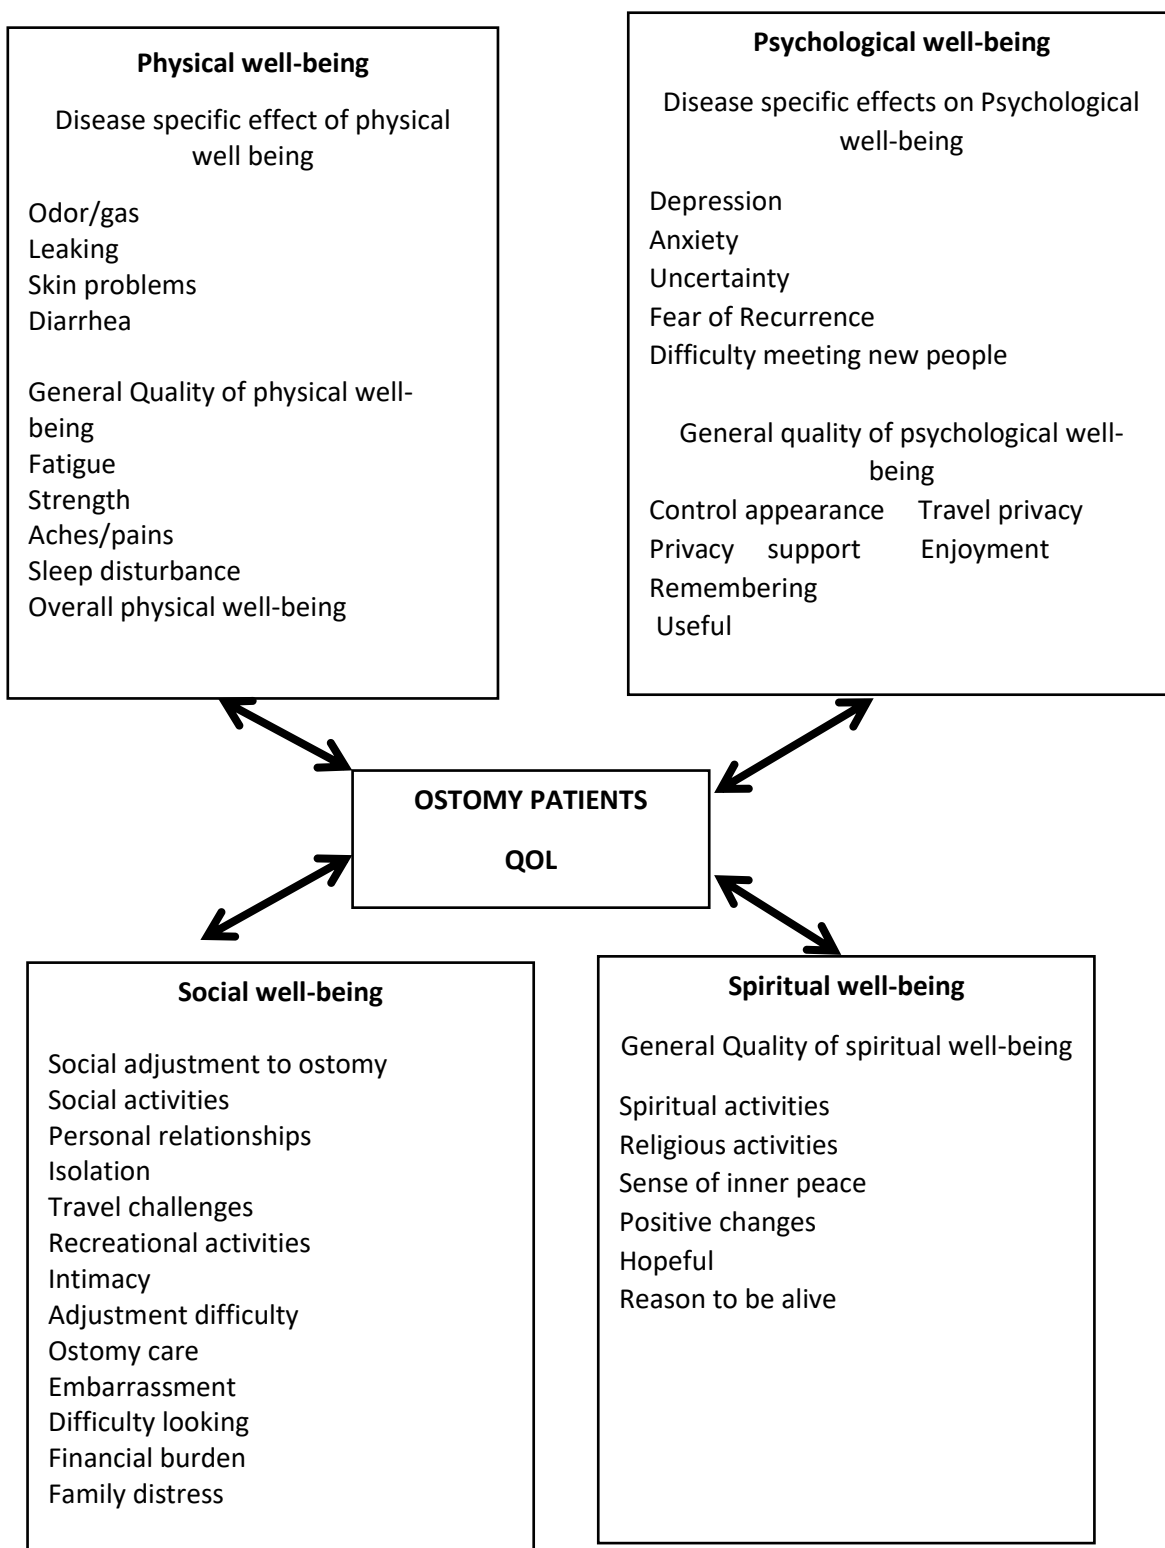 Physical well-being
Disease specific effect of physical
well being
Odor/gas
Leaking
Skin problems
Diarrhea
General Quality of physical well-
being
Fatigue
Strength
Aches/pains
Sleep disturbance
Overall physical well-being
Psychological well-being
Disease specific effects on Psychological
well-being
Depression
Anxiety
Uncertainty
Fear of Recurrence
Difficulty meeting new people
General quality of psychological well-
being
Control appearance Travel privacy
Privacy support Enjoyment
Remembering
Useful
OSTOMY PATIENTS
QOL
Social well-being
Social adjustment to ostomy
Social activities
Personal relationships
Isolation
Travel challenges
Recreational activities
Intimacy
Adjustment difficulty
Ostomy care
Embarrassment
Difficulty looking
Financial burden
Family distress
Spiritual well-being
General Quality of spiritual well-being
Spiritual activities
Religious activities
Sense of inner peace
Positive changes
Hopeful
Reason to be alive